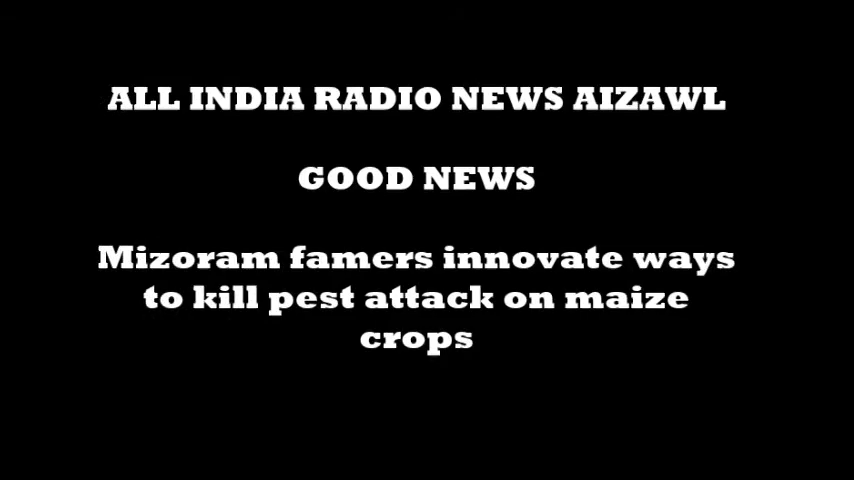 ALL INDIA RADIO NEWS AIZAWL
GOOD NEWS
Mizoram famers innovate ways
to kill pest attack on maize
crops